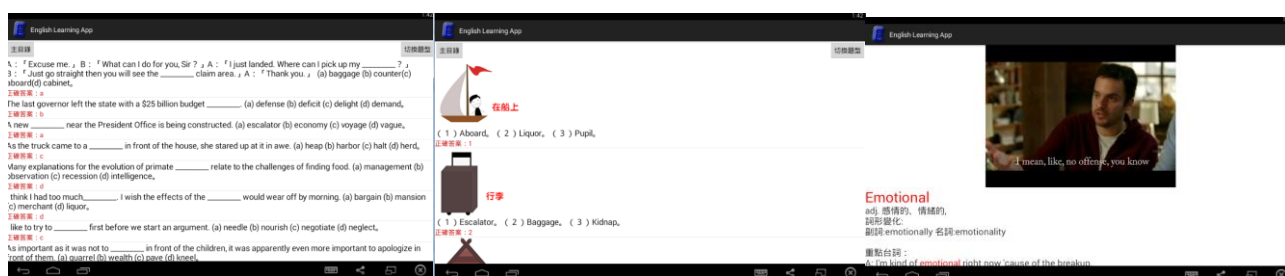 1:42
English Learning App
主目錄
切換題型
A：「Excuse me.」B：「What can I do for you, Sir？」A：「I just landed. Where can I pick up my ________？」
B：「Just go straight then you will see the ________ claim area.」A：「Thank you.」 (a) baggage (b) counter(c)
aboard(d) cabinet。
正確答案：a
The last governor left the state with a $25 billion budget ________. (a) defense (b) deficit (c) delight (d) demand。
正確答案：b
A new ________ near the President Office is being constructed. (a) escalator (b) economy (c) voyage (d) vague。
正確答案：a
As the truck came to a ________ in front of the house, she stared up at it in awe. (a) heap (b) harbor (c) halt (d) herd。
正確答案：c
Many explanations for the evolution of primate ________ relate to the challenges of finding food. (a) management (b)
observation (c) recession (d) intelligence。
正確答案：d
I think I had too much________. I wish the effects of the ________ would wear off by morning. (a) bargain (b) mansion
(c) merchant (d) liquor。
正確答案：d
I like to try to ________ first before we start an argument. (a) needle (b) nourish (c) negotiate (d) neglect。
正確答案：c
As important as it was not to ________ in front of the children, it was apparently even more important to apologize in
front of them. (a) quarrel (b) wealth (c) pave (d) kneel。
1:42
English Learning App
主目錄
切換題型
在船上
(1) Aboard。 (2) Liquor。 (3) Pupil。
正確答案：1
行李
(1) Escalator。 (2) Baggage。 (3) Kidnap。
正確答案：2
English Learning App
I mean, like, no offense, you know
Emotional
adj. 感情的、情緒的,
詞形變化:
副詞:emotionally 名詞:emotionality
重點台詞：
A: I'm kind of emotional right now 'cause of the breakup.